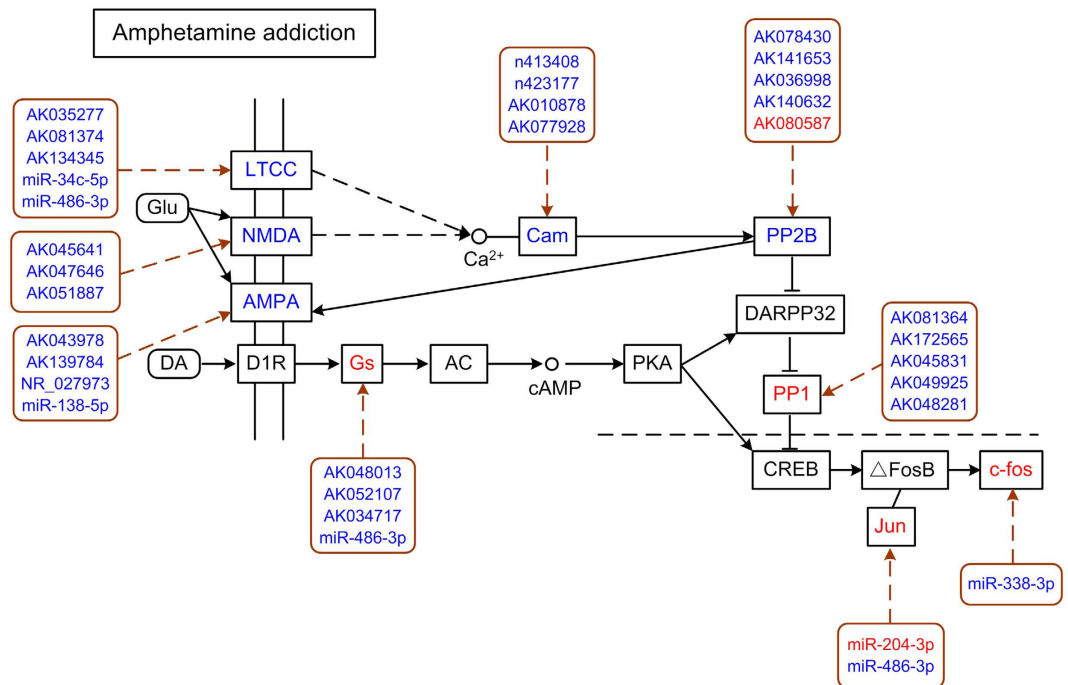 Amphetamine addiction
n413408
n423177
AK010878
AK077928
AK078430
AK141653
AK036998
AK140632
AK080587
AK035277
AK081374
AK134345
miR-34c-5p
miR-486-3p
LTCC
Glu
NMDA
Ca²⁺
Cam
PP2B
AK045641
AK047646
AK051887
AMPA
DARPP32
AK043978
AK139784
NR_027973
miR-138-5p
DA
D1R
Gs
AC
cAMP
PKA
PP1
AK081364
AK172565
AK045831
AK049925
AK048281
CREB
△FosB
c-fos
Jun
AK048013
AK052107
AK034717
miR-486-3p
miR-338-3p
miR-204-3p
miR-486-3p